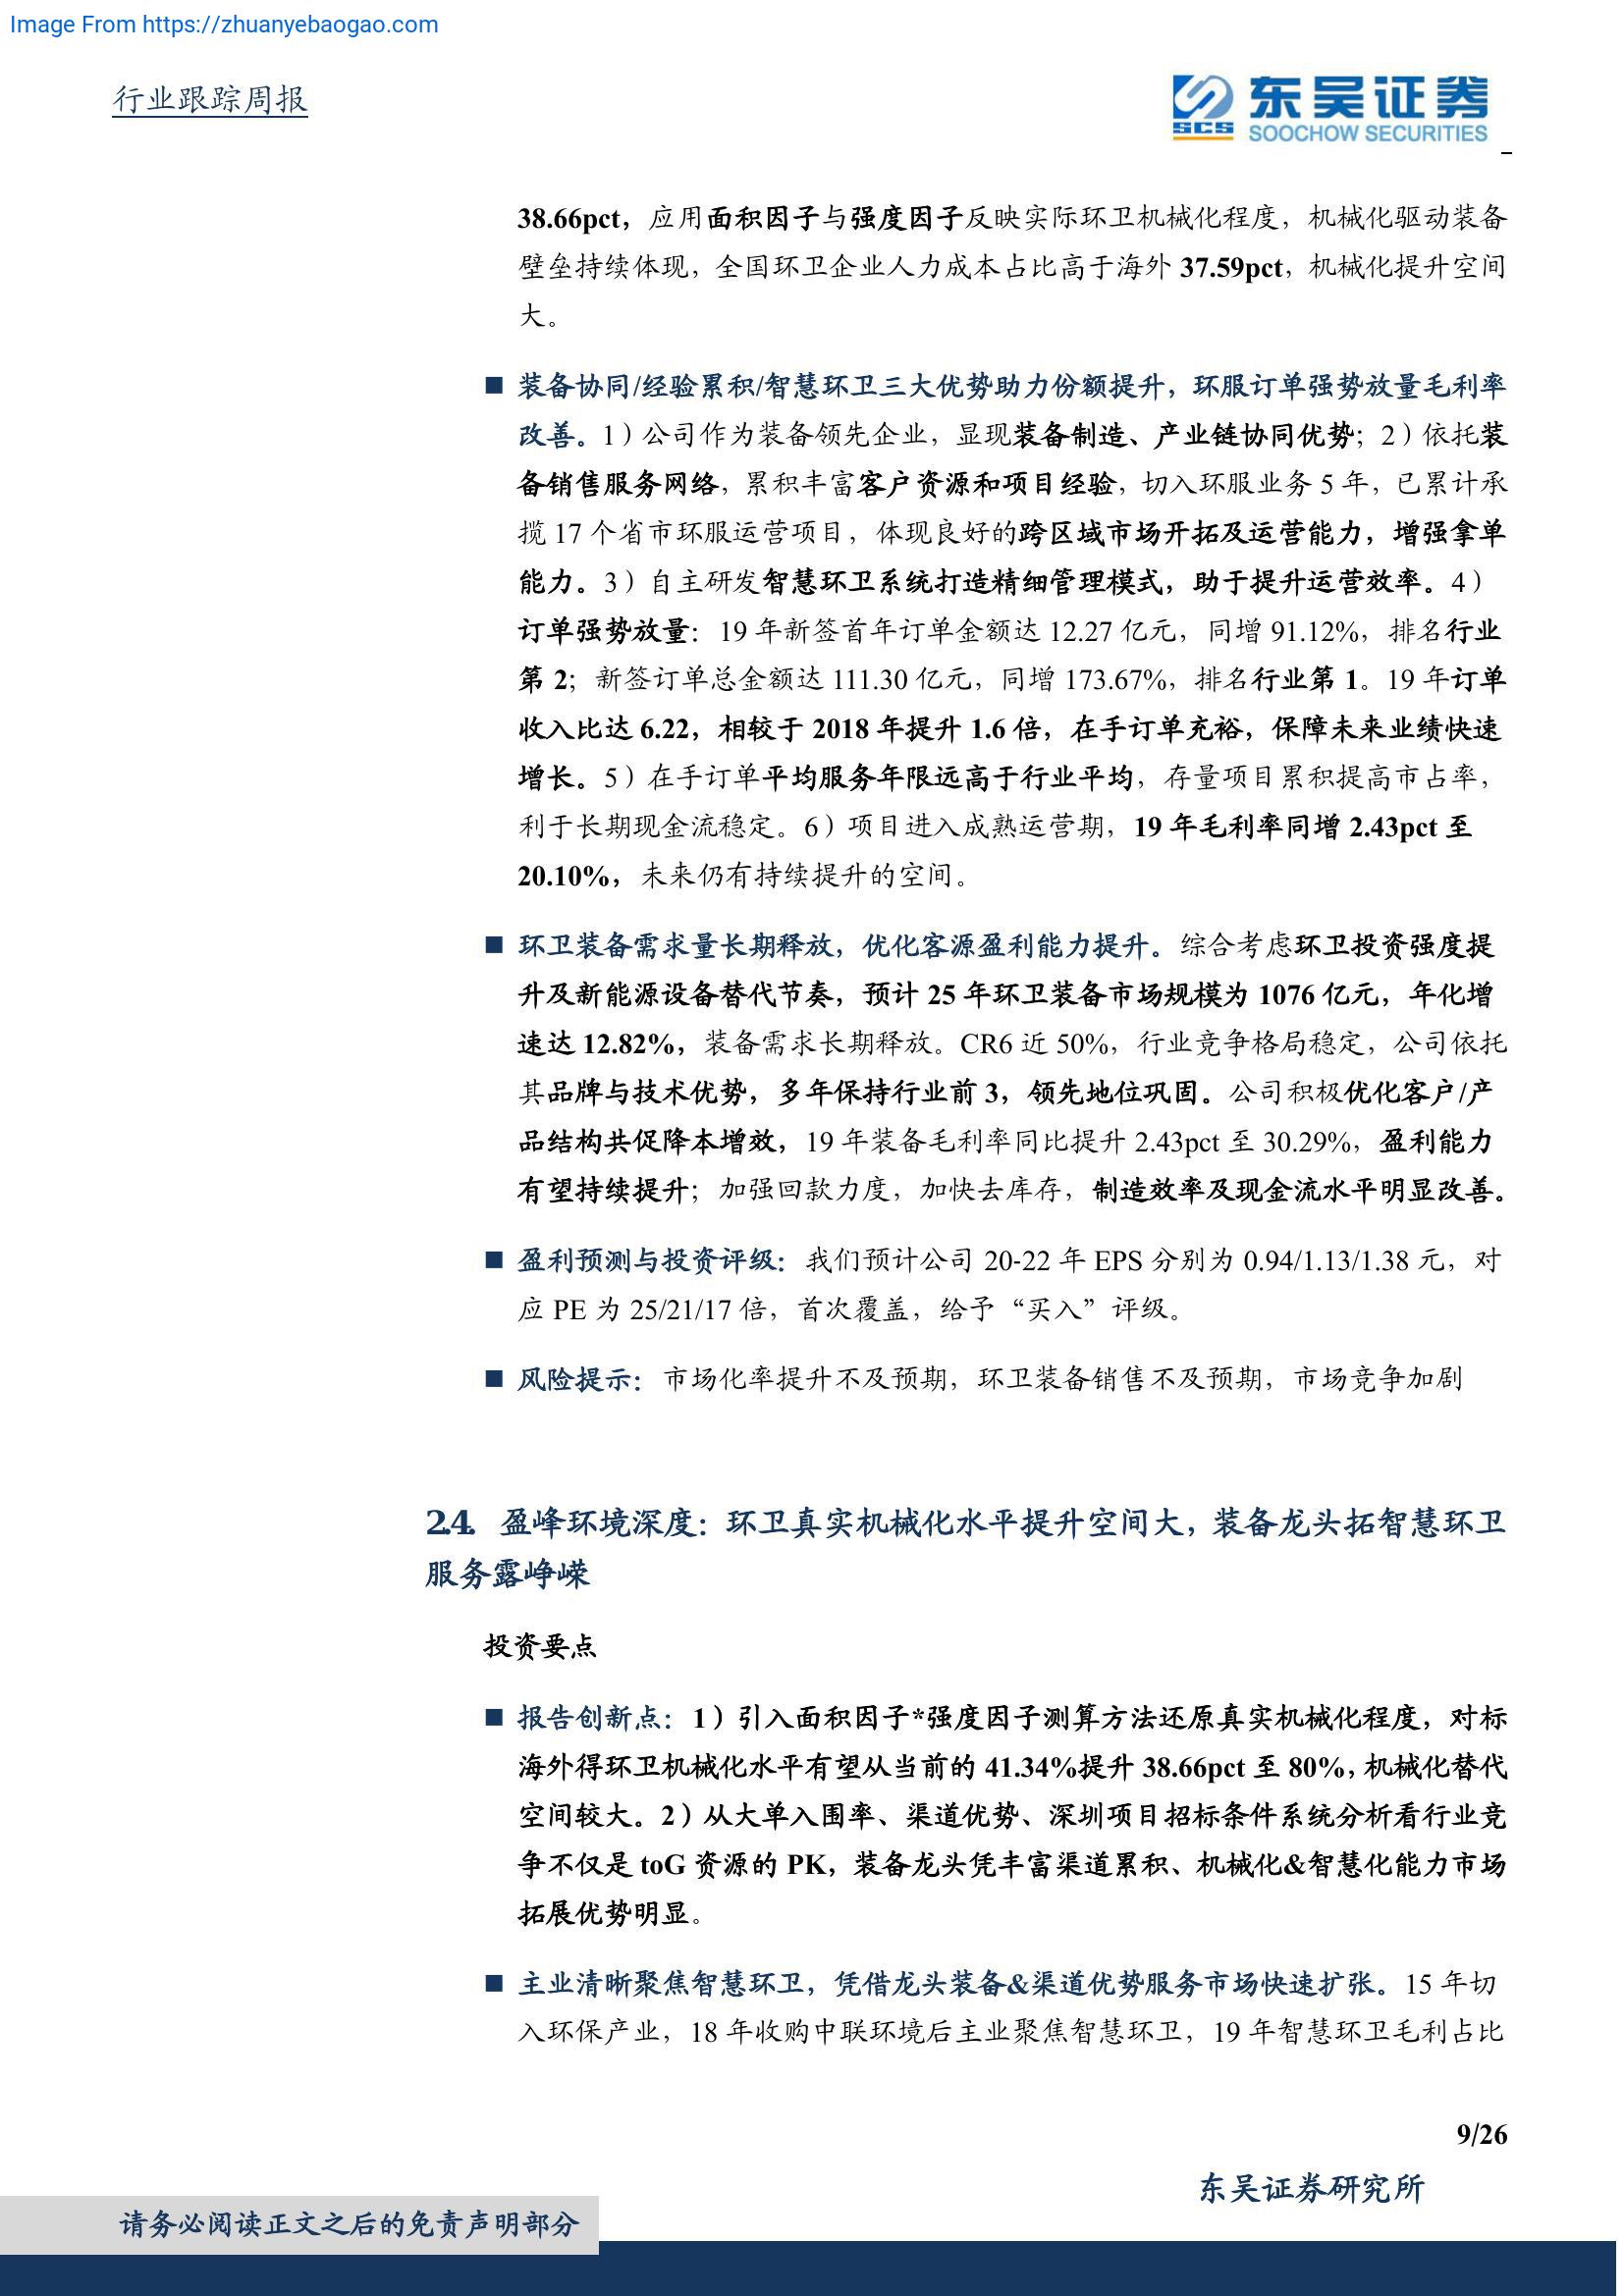 Image From https://zhuanyebaogao.com
行业跟踪周报
东吴证券
SCS
SOOCHOW SECURITIES
38.66pct，应用面积因子与强度因子反映实际环卫机械化程度，机械化驱动装备
壁垒持续体现，全国环卫企业人力成本占比高于海外 37.59pct，机械化提升空间
大。
■ 装备协同/经验累积/智慧环卫三大优势助力份额提升，环服订单强势放量毛利率
改善。1）公司作为装备领先企业，显现装备制造、产业链协同优势；2）依托装
备销售服务网络，累积丰富客户资源和项目经验，切入环服业务 5 年，已累计承
揽 17 个省市环服运营项目，体现良好的跨区域市场开拓及运营能力，增强拿单
能力。3）自主研发智慧环卫系统打造精细管理模式，助于提升运营效率。4）
订单强势放量：19 年新签首年订单金额达 12.27 亿元，同增 91.12%，排名行业
第 2；新签订单总金额达 111.30 亿元，同增 173.67%，排名行业第 1。19 年订单
收入比达 6.22，相较于 2018 年提升 1.6 倍，在手订单充裕，保障未来业绩快速
增长。5）在手订单平均服务年限远高于行业平均，存量项目累积提高市占率，
利于长期现金流稳定。6）项目进入成熟运营期，19 年毛利率同增 2.43pct 至
20.10%，未来仍有持续提升的空间。
■ 环卫装备需求量长期释放，优化客源盈利能力提升。综合考虑环卫投资强度提
升及新能源设备替代节奏，预计 25 年环卫装备市场规模为 1076 亿元，年化增
速达 12.82%，装备需求长期释放。CR6 近 50%，行业竞争格局稳定，公司依托
其品牌与技术优势，多年保持行业前 3，领先地位巩固。公司积极优化客户/产
品结构共促降本增效，19 年装备毛利率同比提升 2.43pct 至 30.29%，盈利能力
有望持续提升；加强回款力度，加快去库存，制造效率及现金流水平明显改善。
■ 盈利预测与投资评级：我们预计公司 20-22 年 EPS 分别为 0.94/1.13/1.38 元，对
应 PE 为 25/21/17 倍，首次覆盖，给予“买入”评级。
■ 风险提示：市场化率提升不及预期，环卫装备销售不及预期，市场竞争加剧
2.4. 盈峰环境深度：环卫真实机械化水平提升空间大，装备龙头拓智慧环卫
服务露峥嵘
投资要点
■ 报告创新点：1）引入面积因子*强度因子测算方法还原真实机械化程度，对标
海外得环卫机械化水平有望从当前的 41.34%提升 38.66pct 至 80%，机械化替代
空间较大。2）从大单入围率、渠道优势、深圳项目招标条件系统分析看行业竞
争不仅是 toG 资源的 PK，装备龙头凭丰富渠道累积、机械化&智慧化能力市场
拓展优势明显。
■ 主业清晰聚焦智慧环卫，凭借龙头装备&渠道优势服务市场快速扩张。15 年切
入环保产业，18 年收购中联环境后主业聚焦智慧环卫，19 年智慧环卫毛利占比
9/26
东吴证券研究所
请务必阅读正文之后的免责声明部分